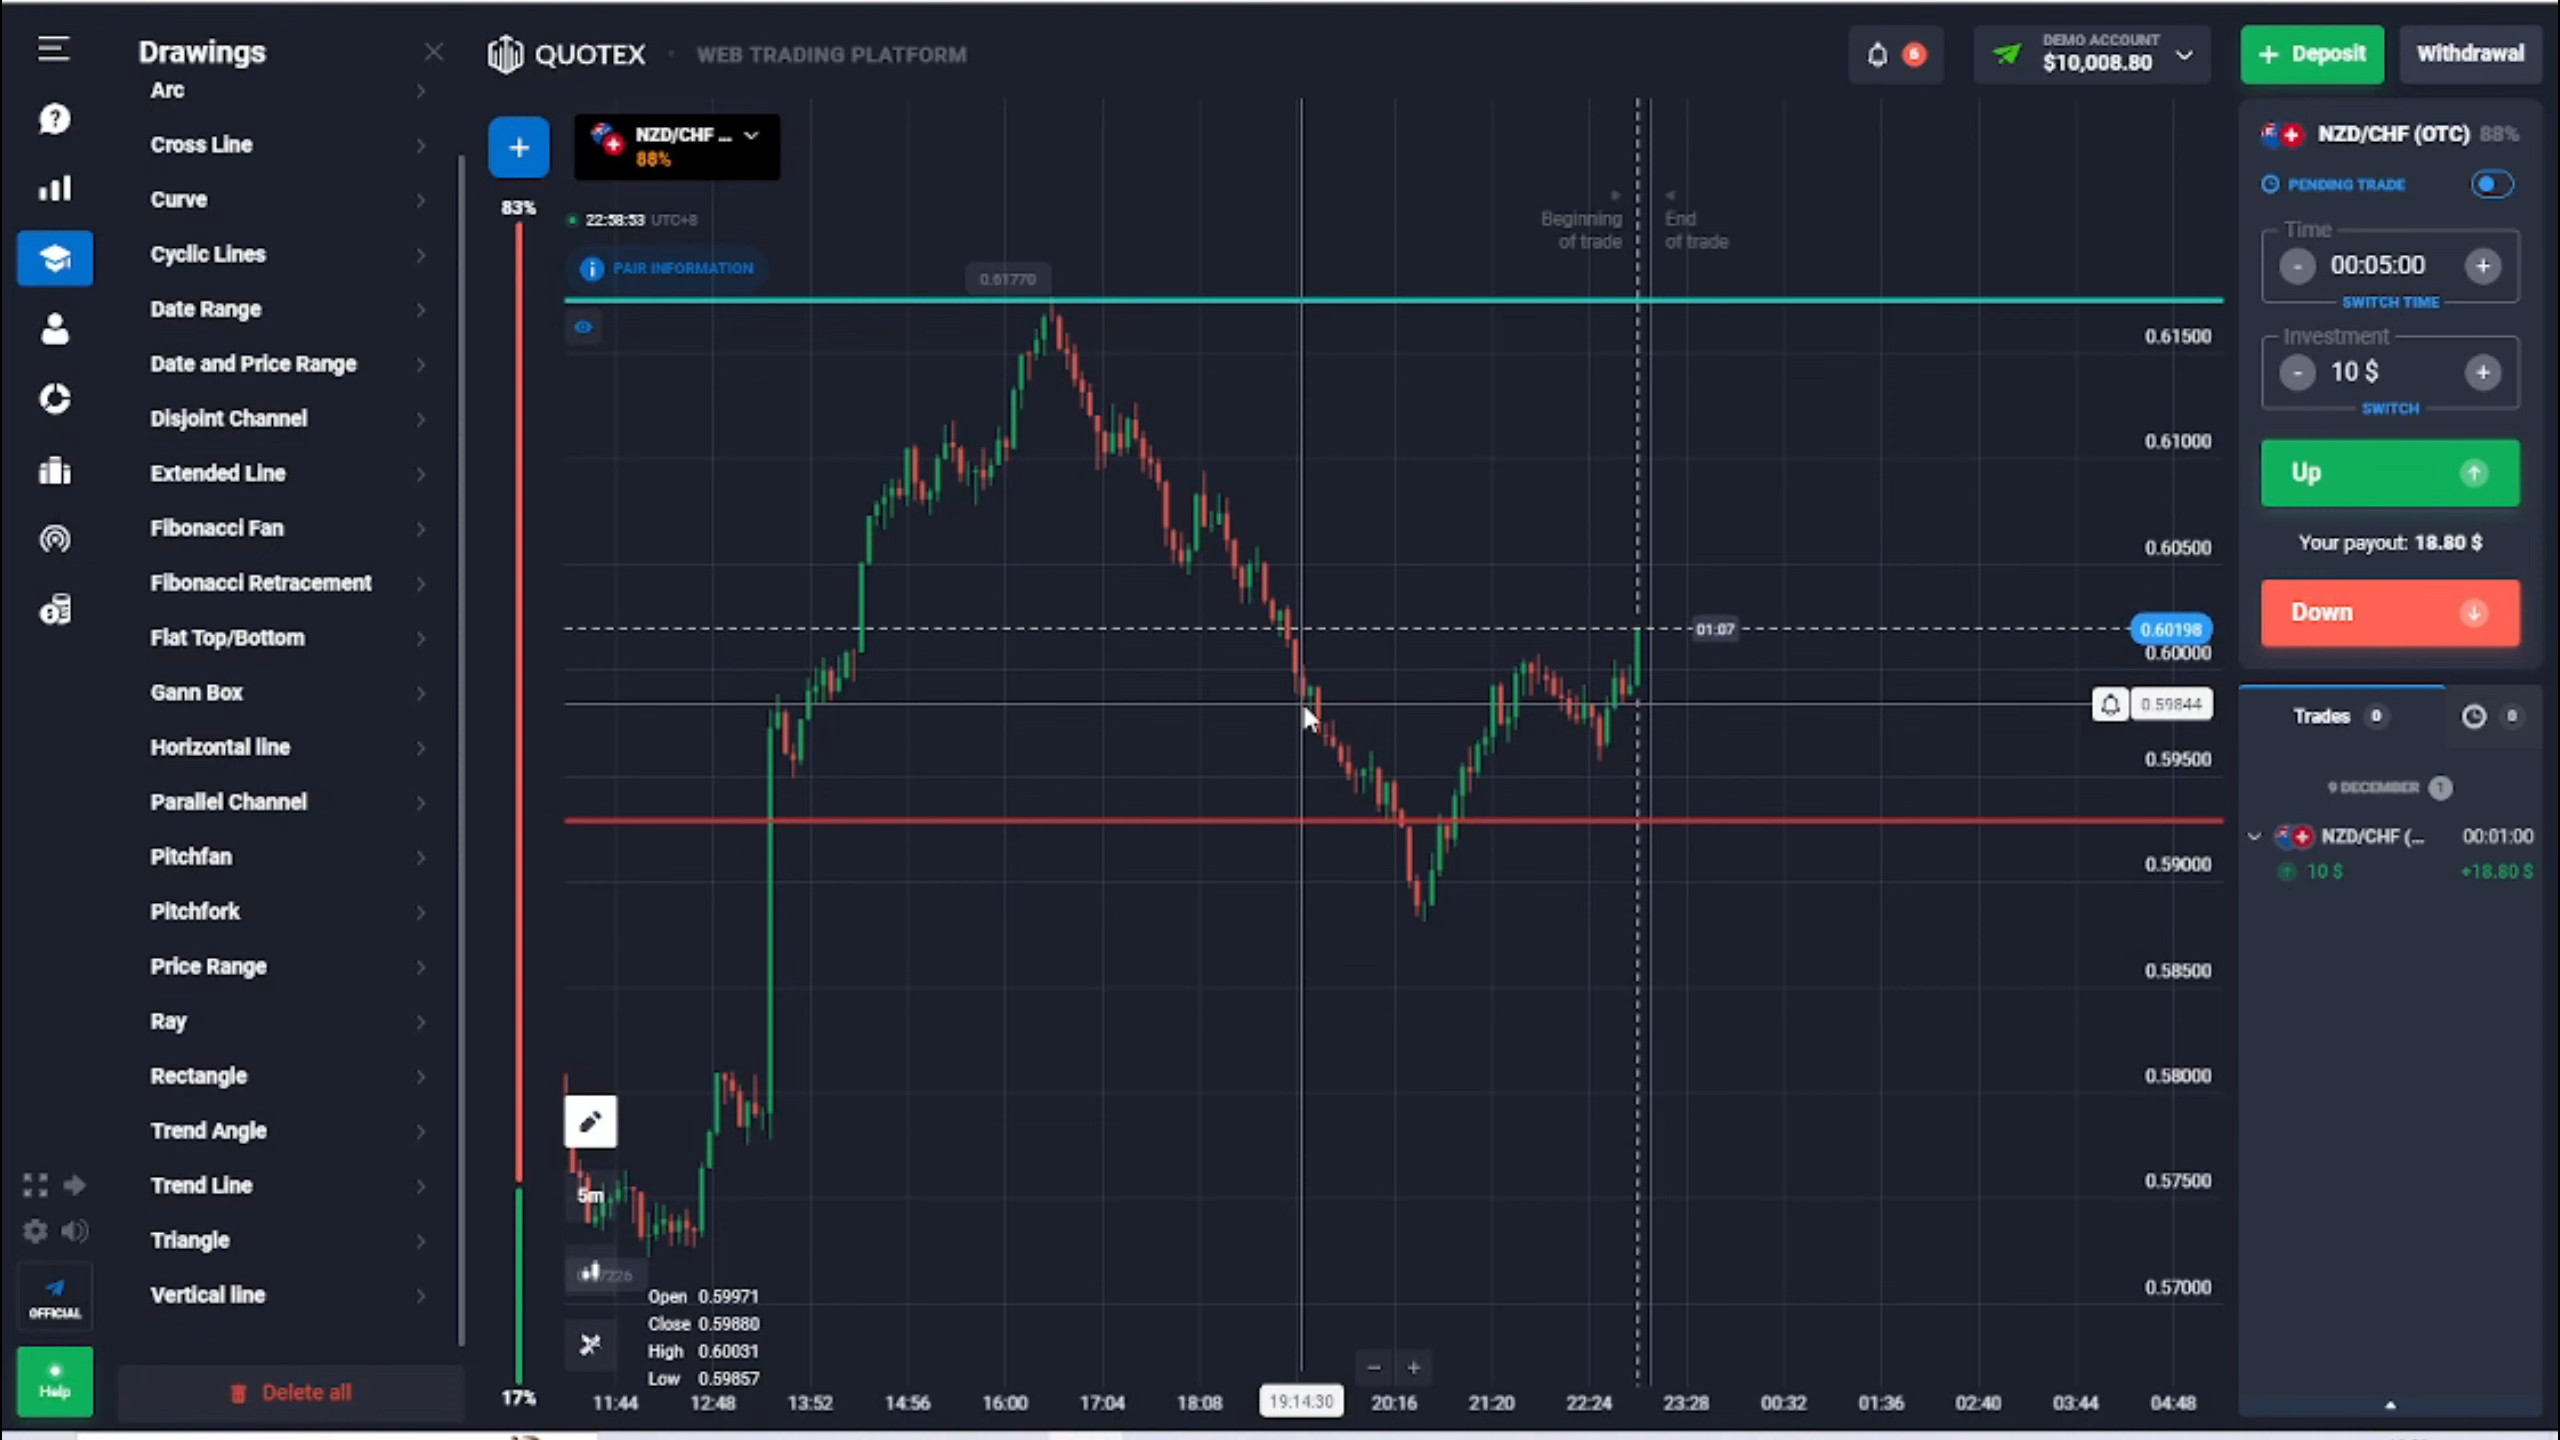 Drawings
Arc
Cross Line
Curve
Cyclic Lines
Date Range
Date and Price Range
Disjoint Channel
Extended Line
Fibonacci Fan
Fibonacci Retracement
Flat Top/Bottom
Gann Box
Horizontal line
Parallel Channel
Pitchfan
Pitchfork
Price Range
Ray
Rectangle
Trend Angle
Trend Line
Triangle
Vertical line
Delete all
OFFICIAL
Help
QUOTEX · WEB TRADING PLATFORM
6
DEMO ACCOUNT
$10,008.80
+ Deposit
Withdrawal
+
NZD/CHF ...
88%
83%
22:58:53 UTC+8
PAIR INFORMATION
0.61770
Beginning
of trade
End
of trade
0.61500
0.61000
0.60500
01:07
0.60198
0.60000
0.59844
0.59500
0.59000
0.58500
0.58000
0.57500
0.57000
5m
Open 0.59971
Close 0.59880
High 0.60031
Low 0.59857
17%
- +
11:44 12:48 13:52 14:56 16:00 17:04 18:08 19:14:30 20:16 21:20 22:24 23:28 00:32 01:36 02:40 03:44 04:48
NZD/CHF (OTC) 88%
PENDING TRADE
Time
- 00:05:00 +
SWITCH TIME
Investment
- 10 $ +
SWITCH
Up
Your payout: 18.80 $
Down
Trades 0 0
9 DECEMBER 1
NZD/CHF (... 00:01:00
10 $ +18.80 $